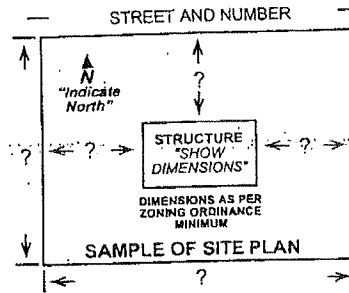 STREET AND NUMBER
?
N
"Indicate
North"
?
?
STRUCTURE
"SHOW
DIMENSIONS"
?
DIMENSIONS AS PER
ZONING ORDINANCE
MINIMUM
SAMPLE OF SITE PLAN
?